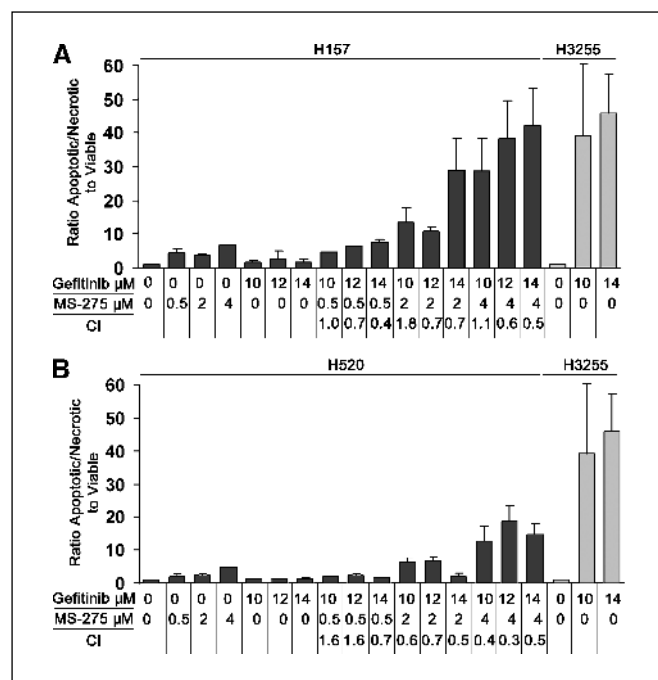 A
H157 H3255
Ratio Apoptotic/Necrotic
to Viable
60
50
40
30
20
10
0
Gefitinib µM 0 0 0 0 10 12 14 10 12 14 10 12 14 10 12 14 0 10 14
MS-275 µM 0 0.5 2 4 0 0 0 0.5 0.5 0.5 2 2 2 4 4 4 0 0 0
CI 1.0 0.7 0.4 1.8 0.7 0.7 1.1 0.6 0.5
B
H520 H3255
Ratio Apoptotic/Necrotic
to Viable
60
50
40
30
20
10
0
Gefitinib µM 0 0 0 0 10 12 14 10 12 14 10 12 14 10 12 14 0 10 14
MS-275 µM 0 0.5 2 4 0 0 0 0.5 0.5 0.5 2 2 2 4 4 4 0 0 0
CI 1.6 1.6 0.7 0.6 0.7 0.5 0.4 0.3 0.5